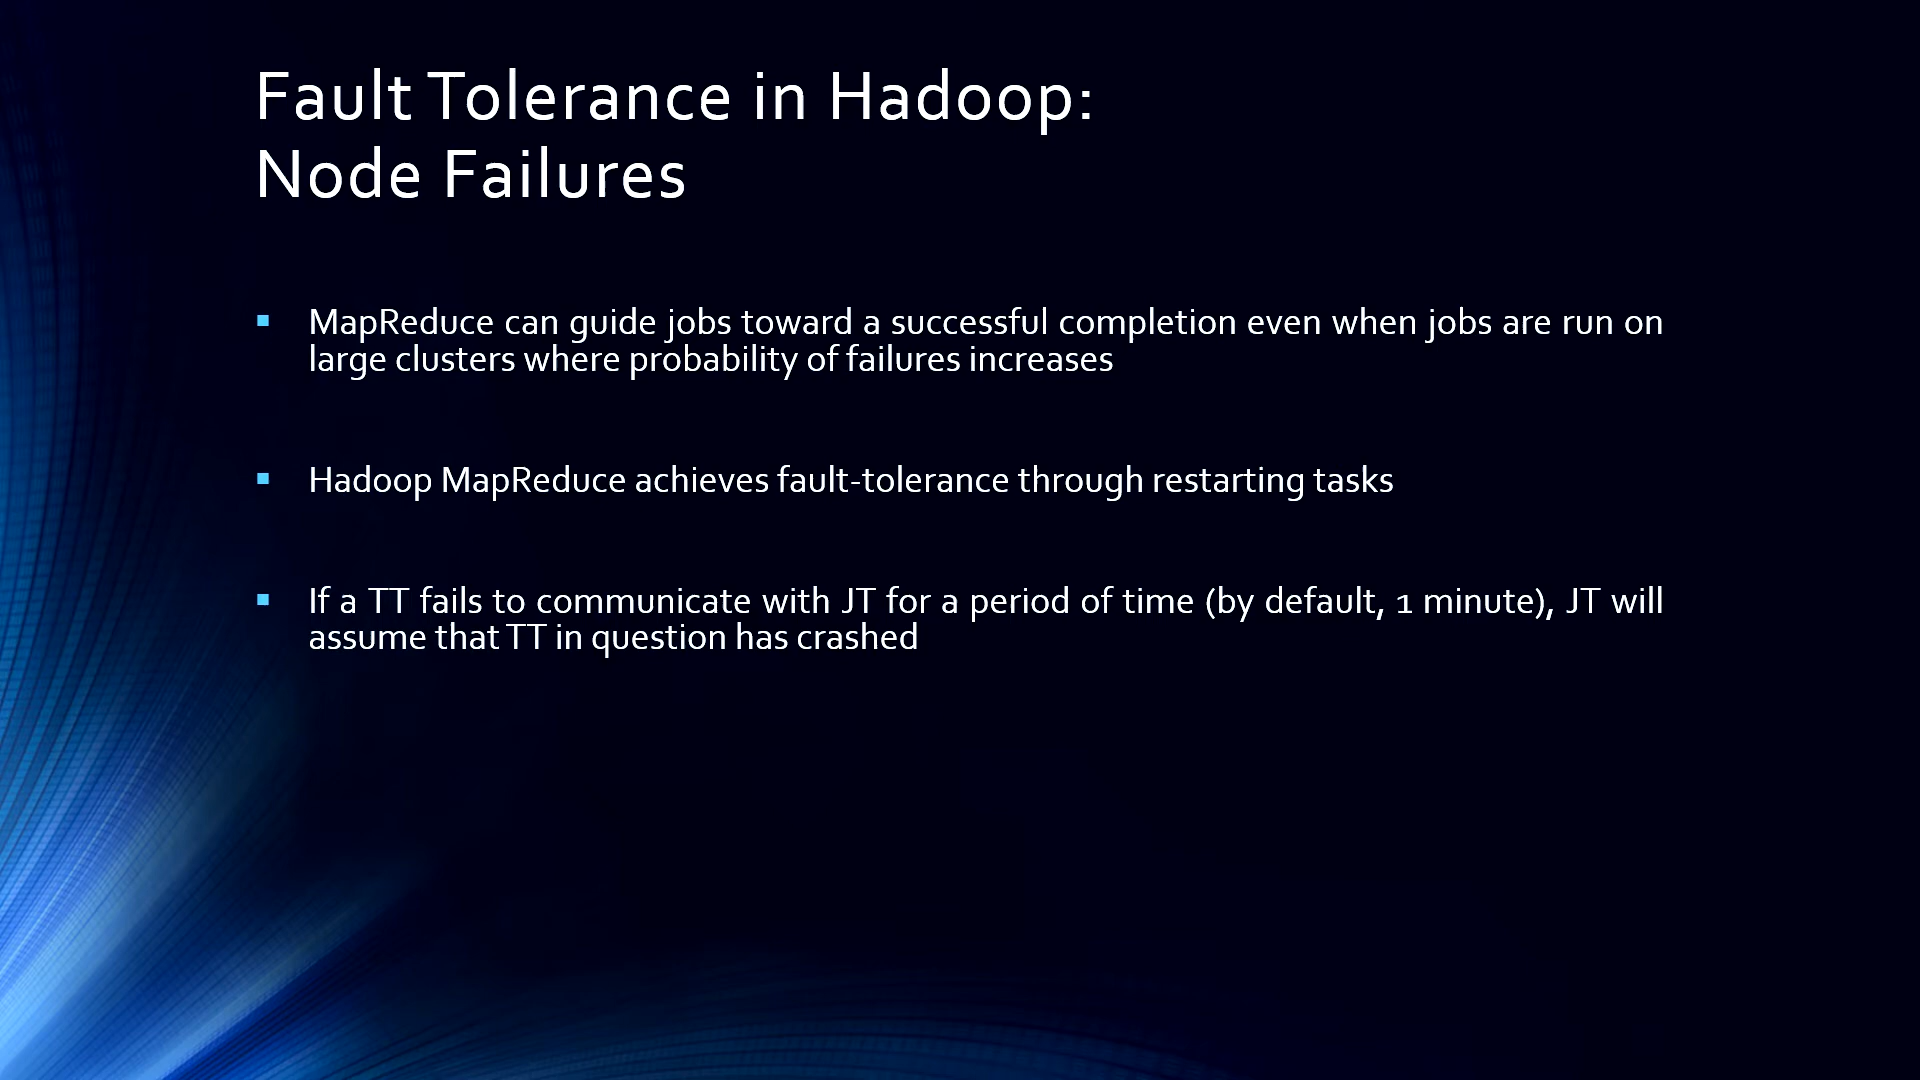 Fault Tolerance in Hadoop:
Node Failures
▪ MapReduce can guide jobs toward a successful completion even when jobs are run on
large clusters where probability of failures increases
▪ Hadoop MapReduce achieves fault-tolerance through restarting tasks
▪ If a TT fails to communicate with JT for a period of time (by default, 1 minute), JT will
assume that TT in question has crashed